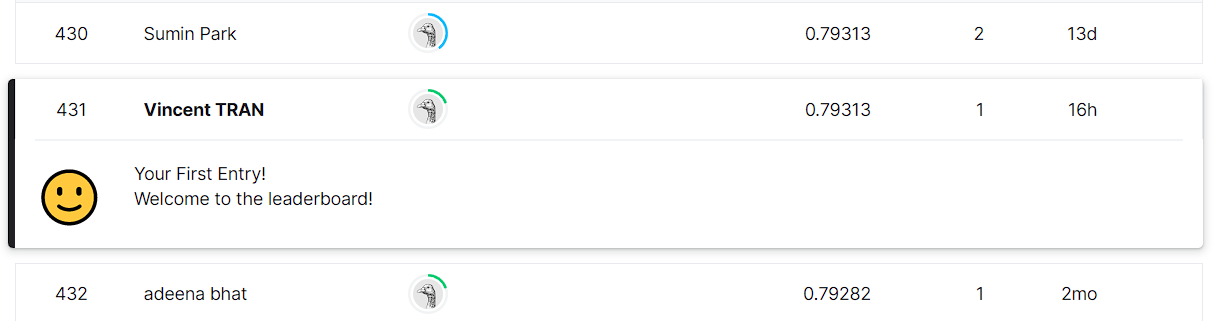 430 Sumin Park 0.79313 2 13d
431 Vincent TRAN 0.79313 1 16h
Your First Entry!
Welcome to the leaderboard!
432 adeena bhat 0.79282 1 2mo